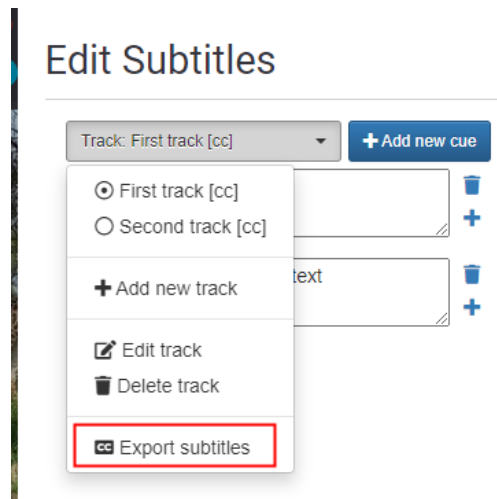 Edit Subtitles
Track: First track [cc]
Add new cue
First track [cc]
Second track [cc]
text
Add new track
Edit track
Delete track
CC Export subtitles